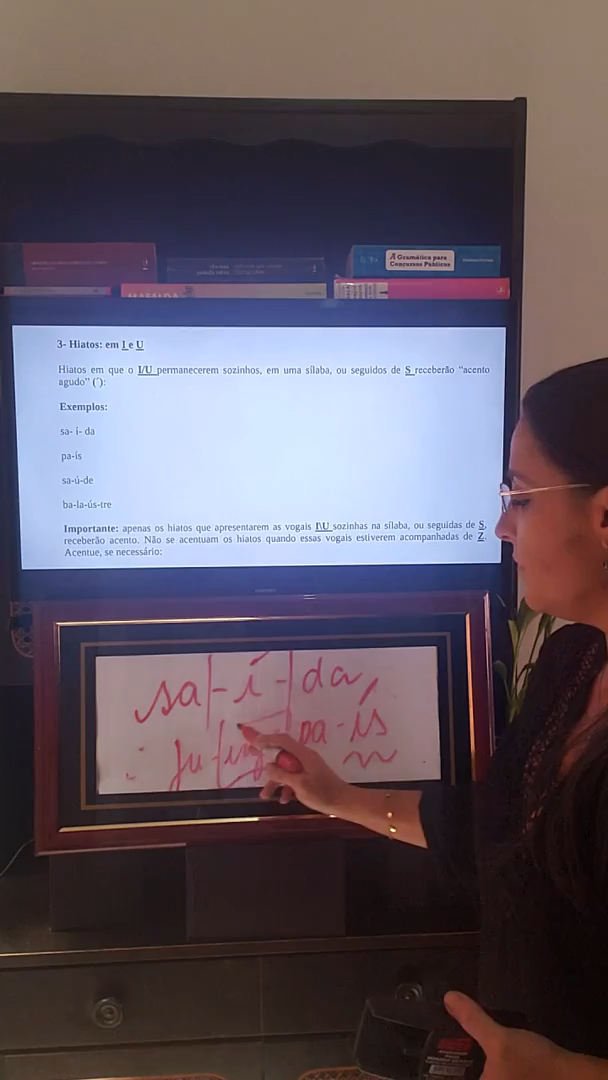 A Gramática para
Concursos Públicos
3- Hiatos: em I e U
Hiatos em que o I/U permanecerem sozinhos, em uma sílaba, ou seguidos de S receberão “acento
agudo” (´):
Exemplos:
sa- í- da
pa-ís
sa-ú-de
ba-la-ús-tre
Importante: apenas os hiatos que apresentarem as vogais I\U sozinhas na sílaba, ou seguidas de S,
receberão acento. Não se acentuam os hiatos quando essas vogais estiverem acompanhadas de Z.
Acentue, se necessário:
sa-í-da
ju pa-ís